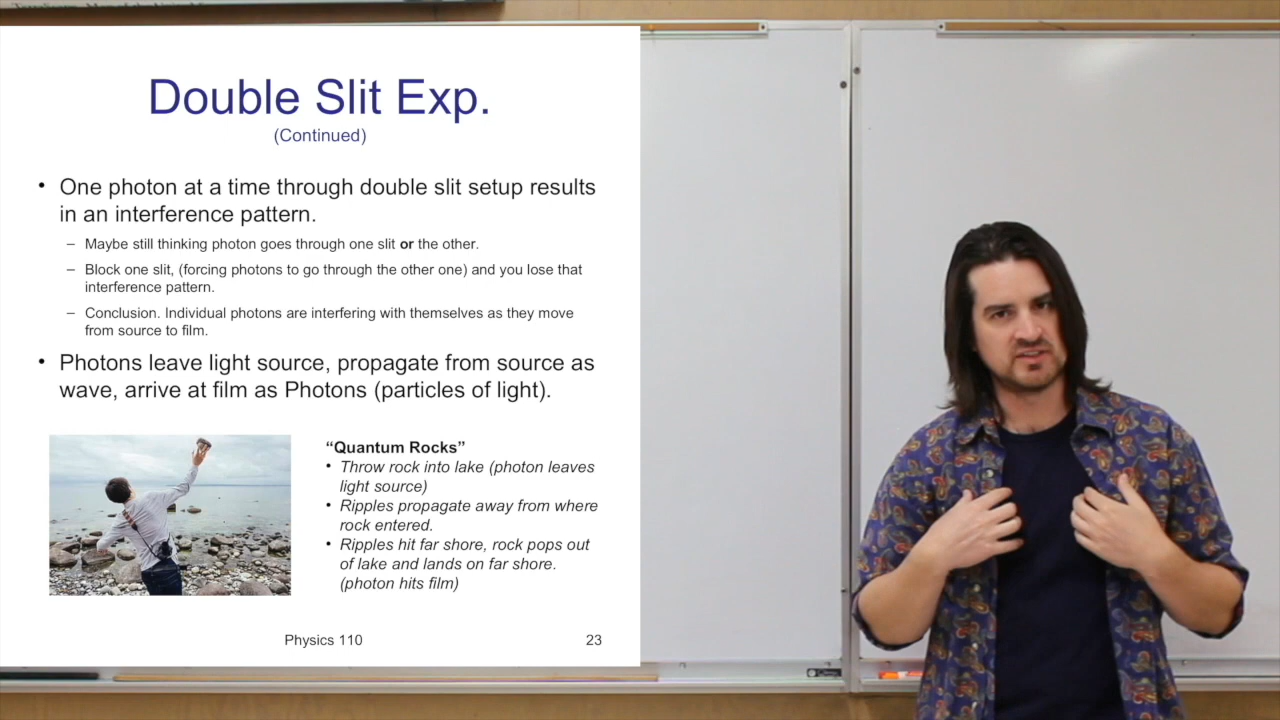 Double Slit Exp.
(Continued)
• One photon at a time through double slit setup results
in an interference pattern.
– Maybe still thinking photon goes through one slit or the other.
– Block one slit, (forcing photons to go through the other one) and you lose that
interference pattern.
– Conclusion. Individual photons are interfering with themselves as they move
from source to film.
• Photons leave light source, propagate from source as
wave, arrive at film as Photons (particles of light).
“Quantum Rocks”
• Throw rock into lake (photon leaves
light source)
• Ripples propagate away from where
rock entered.
• Ripples hit far shore, rock pops out
of lake and lands on far shore.
(photon hits film)
Physics 110
23